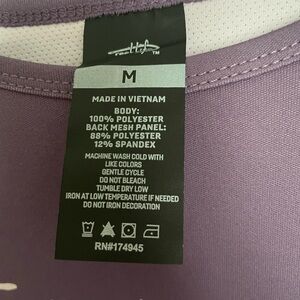 M
MADE IN VIETNAM
BODY:
100% POLYESTER
BACK MESH PANEL:
88% POLYESTER
12% SPANDEX
MACHINE WASH COLD WITH
LIKE COLORS
GENTLE CYCLE
DO NOT BLEACH
TUMBLE DRY LOW
IRON AT LOW TEMPERATURE IF NEEDED
DO NOT IRON DECORATION
RN#174945